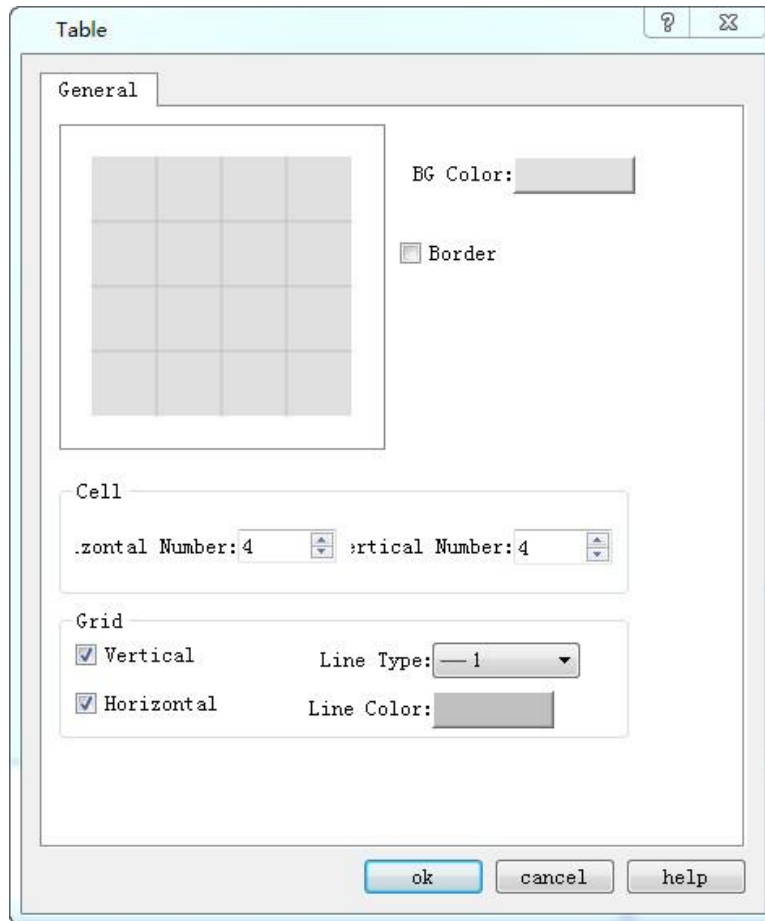 Table
General
BG Color:
Border
Cell
zontal Number: 4 rtical Number: 4
Grid
Vertical Line Type: — 1
Horizontal Line Color:
ok cancel help